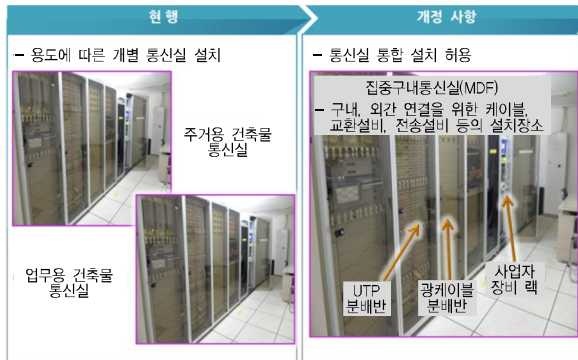 현 행
개정 사항
– 용도에 따른 개별 통신실 설치
주거용 건축물
통신실
업무용 건축물
통신실
– 통신실 통합 설치 허용
집중구내통신실(MDF)
– 구내, 외간 연결을 위한 케이블,
교환설비, 전송설비 등의 설치장소
UTP
분배반
광케이블
분배반
사업자
장비 랙